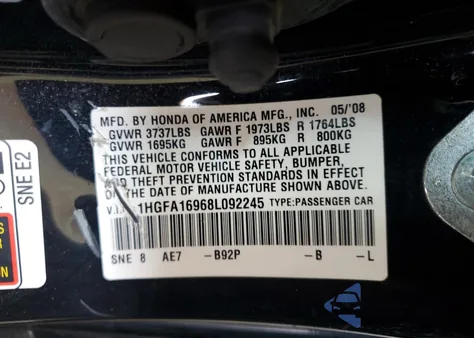 MFD. BY HONDA OF AMERICA MFG., INC. 05/'08
GVWR 3737LBS GAWR F 1973LBS R 1764LBS
GVWR 1695KG GAWR F 895KG R 800KG
THIS VEHICLE CONFORMS TO ALL APPLICABLE
FEDERAL MOTOR VEHICLE SAFETY, BUMPER,
AND THEFT PREVENTION STANDARDS IN EFFECT
ON THE DATE OF MANUFACTURE SHOWN ABOVE.
1HGFA16968L092245 TYPE:PASSENGER CAR
SNE 8 AE7 -B92P -B -L
SNE E2